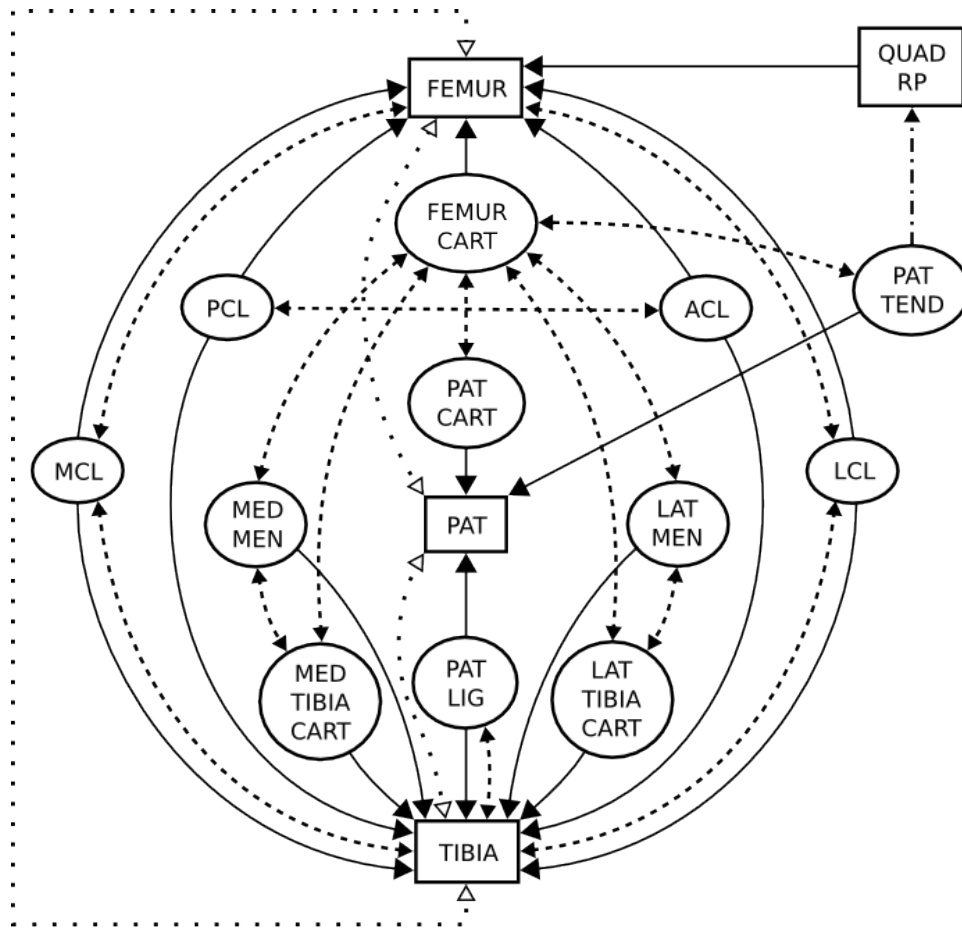 QUAD
RP
FEMUR
FEMUR
CART
PAT
TEND
PCL
ACL
PAT
CART
MCL
LCL
MED
MEN
PAT
LAT
MEN
MED
TIBIA
CART
PAT
LIG
LAT
TIBIA
CART
TIBIA